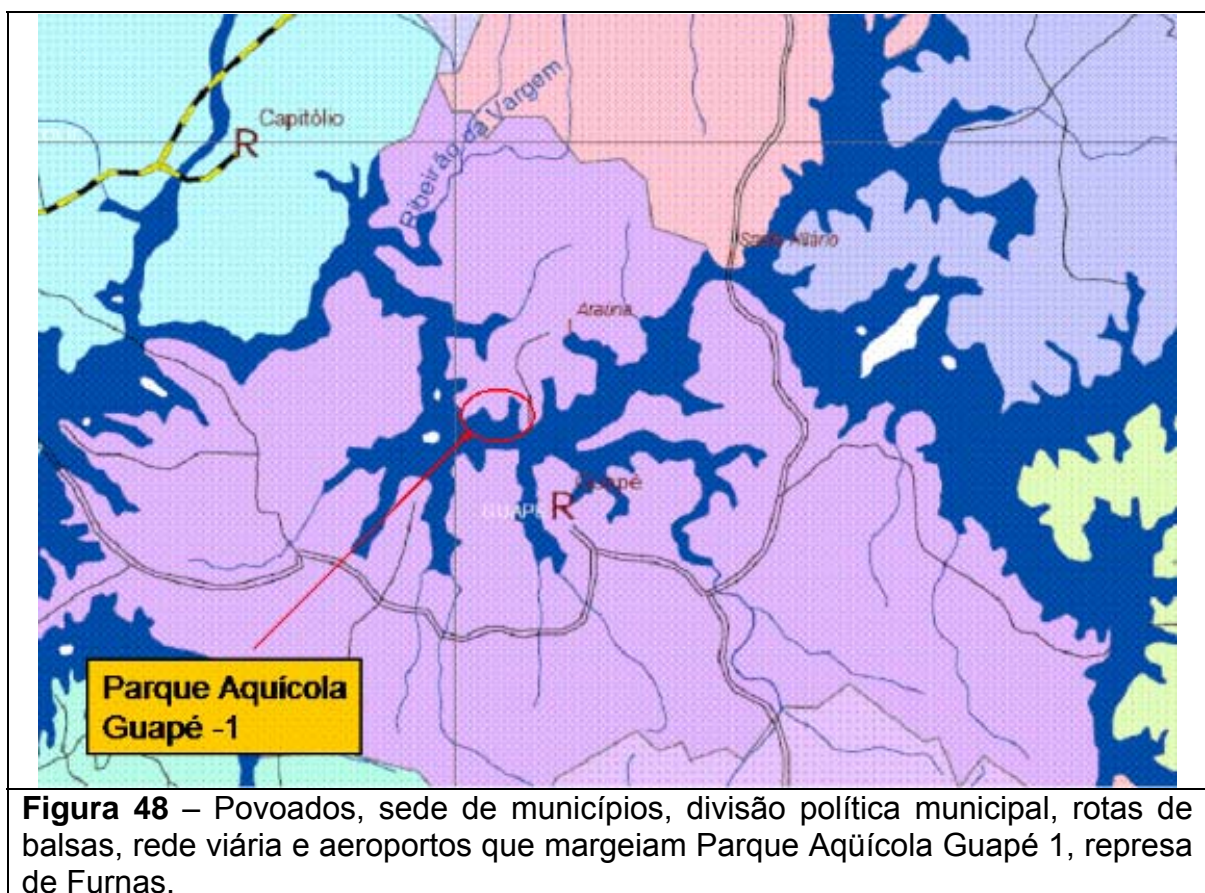 Capitólio
R
Ribeirão da Vargem
Santo Hilário
Araúna
Guapé
GUAPÉ
R
Parque Aquícola
Guapé -1
Figura 48 – Povoados, sede de municípios, divisão política municipal, rotas de
balsas, rede viária e aeroportos que margeiam Parque Aqüícola Guapé 1, represa
de Furnas.